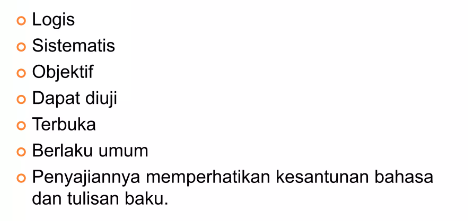 Logis
Sistematis
Objektif
Dapat diuji
Terbuka
Berlaku umum
Penyajiannya memperhatikan kesantunan bahasa
dan tulisan baku.